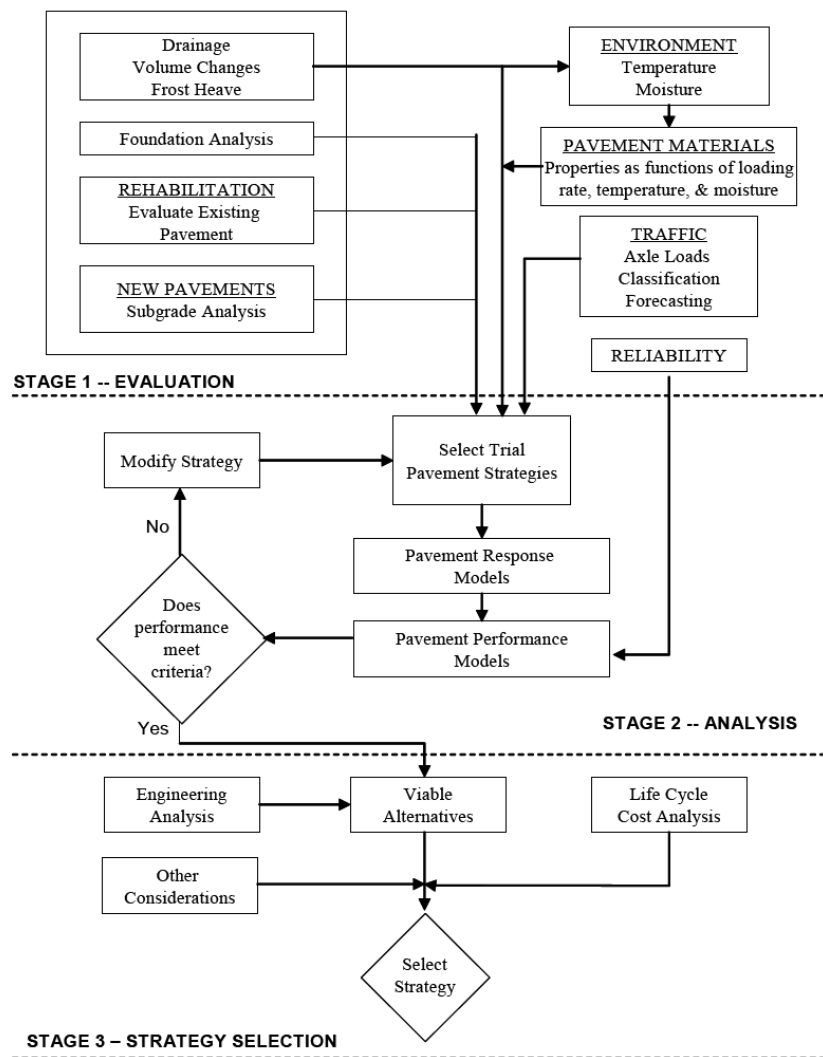 Drainage
Volume Changes
Frost Heave
Foundation Analysis
REHABILITATION
Evaluate Existing
Pavement
NEW PAVEMENTS
Subgrade Analysis
ENVIRONMENT
Temperature
Moisture
PAVEMENT MATERIALS
Properties as functions of loading
rate, temperature, & moisture
TRAFFIC
Axle Loads
Classification
Forecasting
RELIABILITY
STAGE 1 -- EVALUATION
Modify Strategy
Select Trial
Pavement Strategies
No
Pavement Response
Models
Does
performance
meet
criteria?
Pavement Performance
Models
Yes
STAGE 2 -- ANALYSIS
Engineering
Analysis
Viable
Alternatives
Life Cycle
Cost Analysis
Other
Considerations
Select
Strategy
STAGE 3 – STRATEGY SELECTION